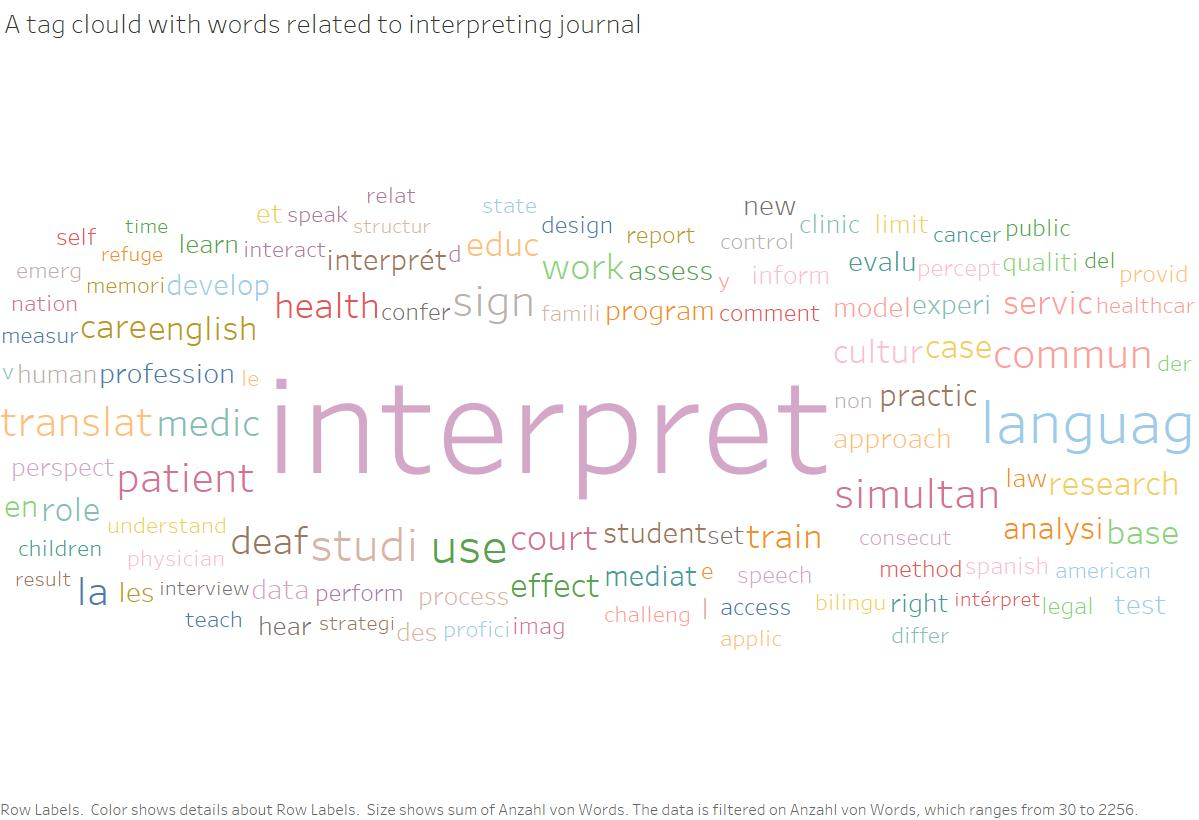 A tag clould with words related to interpreting journal
relat
time et speak state new
self structur design report clinic limit cancer public
refuge learn interact interprét d educ control
emerg work assess y inform evalu percept qualiti del provid
memori develop
nation health confer sign famili program comment model experi servic healthcar
measur care english
cultur case commun der
v human profession le
non practic
translat medic interpret approach languag
perspect patient
simultan law research
en role
understand deaf studi use court student set train consecut analysi base
children physician
result la les interview data perform process effect mediat e speech method spanish american
challeng l access bilingu right intérpret legal test
teach hear strategi des profici imag
applic differ
Row Labels.  Color shows details about Row Labels.  Size shows sum of Anzahl von Words. The data is filtered on Anzahl von Words, which ranges from 30 to 2256.